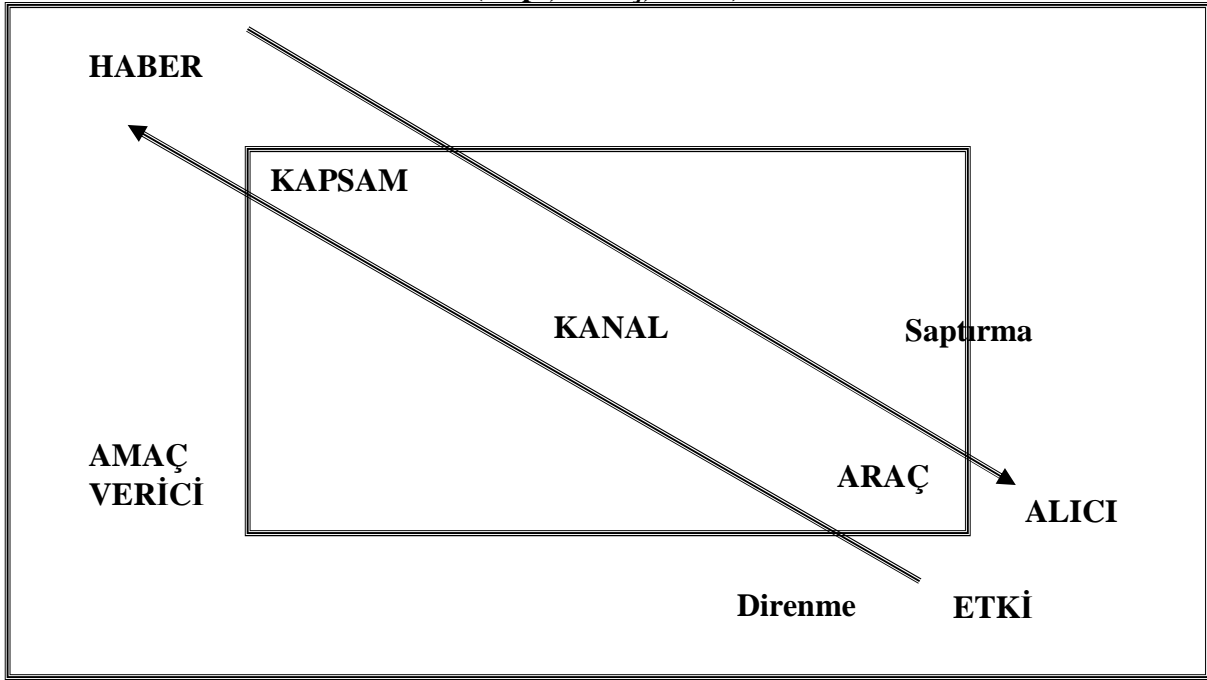 HABER
KAPSAM
KANAL
Saptırma
AMAÇ
VERİCİ
ARAÇ
ALICI
Direnme
ETKİ